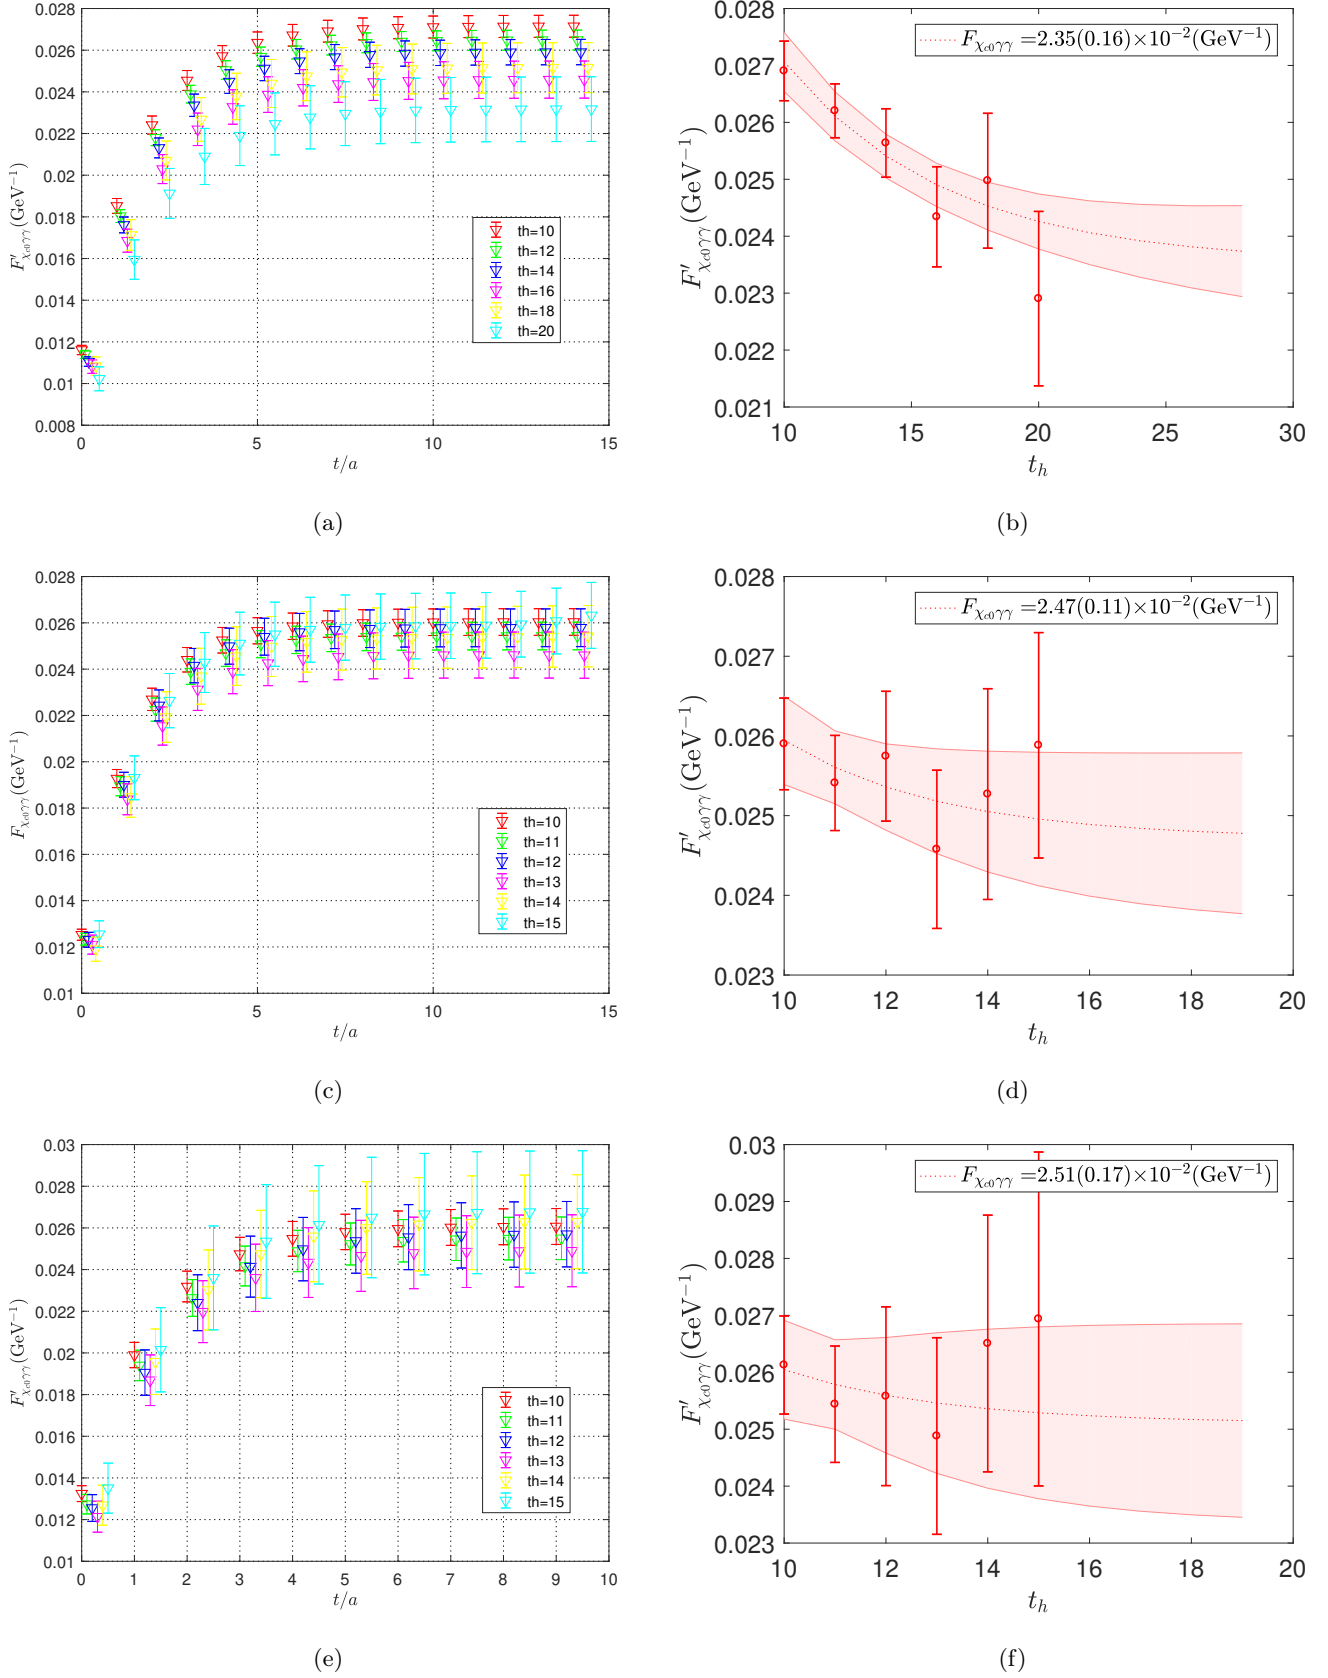 0.028
0.026
0.024
0.022
0.02
0.018
0.016
0.014
0.012
0.01
0.008
F′χc0γγ(GeV−1)
th=10
th=12
th=14
th=16
th=18
th=20
0 5 10 15
t/a
(a)
0.028
0.027
0.026
0.025
0.024
0.023
0.022
0.021
F′χc0γγ(GeV−1)
Fχc0γγ =2.35(0.16)×10−2(GeV−1)
10 15 20 25 30
th
(b)
0.028
0.026
0.024
0.022
0.02
0.018
0.016
0.014
0.012
0.01
Fχc0γγ(GeV−1)
th=10
th=11
th=12
th=13
th=14
th=15
0 5 10 15
t/a
(c)
0.028
0.027
0.026
0.025
0.024
0.023
F′χc0γγ(GeV−1)
Fχc0γγ =2.47(0.11)×10−2(GeV−1)
10 12 14 16 18 20
th
(d)
0.03
0.028
0.026
0.024
0.022
0.02
0.018
0.016
0.014
0.012
0.01
F′χc0γγ(GeV−1)
th=10
th=11
th=12
th=13
th=14
th=15
0 1 2 3 4 5 6 7 8 9 10
t/a
(e)
0.03
0.029
0.028
0.027
0.026
0.025
0.024
0.023
F′χc0γγ(GeV−1)
Fχc0γγ =2.51(0.17)×10−2(GeV−1)
10 12 14 16 18 20
th
(f)